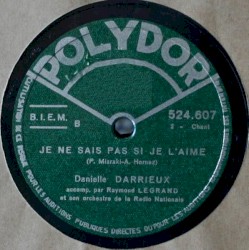 POLYDOR
B.I.E.M.
B
524.607
2 - Chant
JE NE SAIS PAS SI JE L'AIME
(P. Misraki-A. Hornez)
Danielle DARRIEUX
accomp. par Raymond LEGRAND
et son orchestre de la Radio Nationale